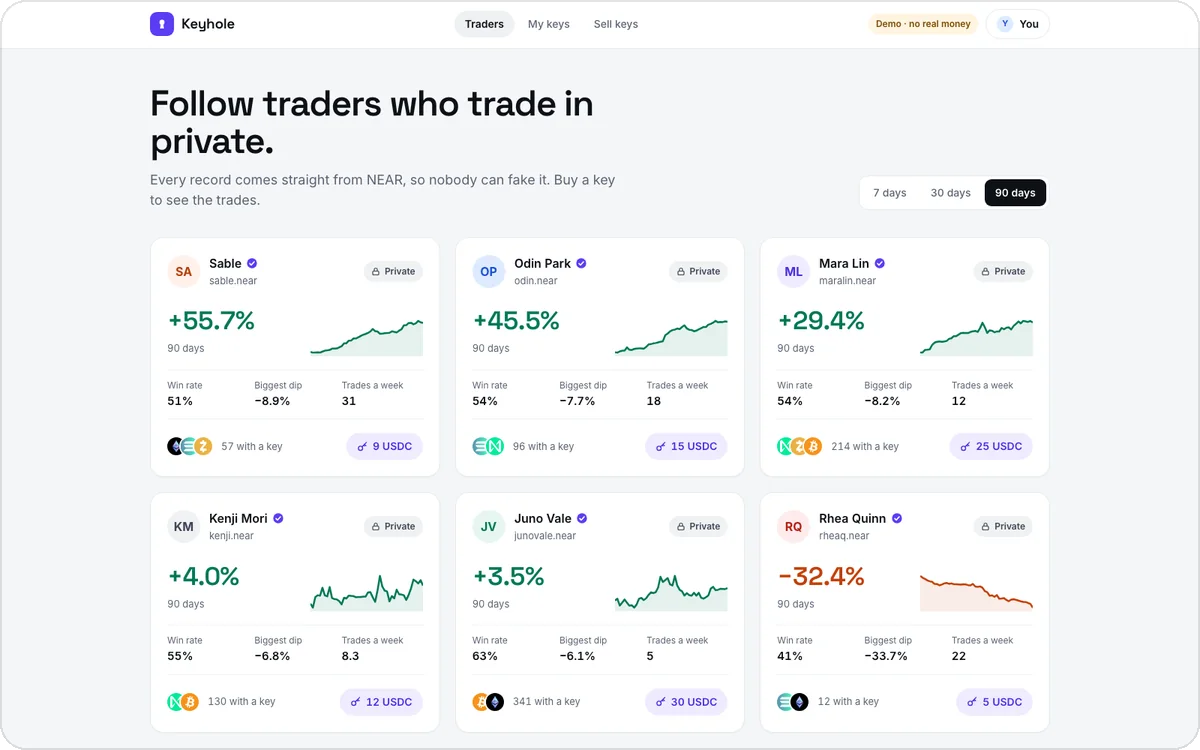 Keyhole
Traders
My keys
Sell keys
Demo · no real money
Y
You
Follow traders who trade in
private.
Every record comes straight from NEAR, so nobody can fake it. Buy a key
to see the trades.
7 days
30 days
90 days
SA
Sable
sable.near
Private
+55.7%
90 days
Win rate
Biggest dip
Trades a week
51%
−8.9%
31
57 with a key
9 USDC
OP
Odin Park
odin.near
Private
+45.5%
90 days
Win rate
Biggest dip
Trades a week
54%
−7.7%
18
96 with a key
15 USDC
ML
Mara Lin
maralin.near
Private
+29.4%
90 days
Win rate
Biggest dip
Trades a week
54%
−8.2%
12
214 with a key
25 USDC
KM
Kenji Mori
kenji.near
Private
+4.0%
90 days
Win rate
Biggest dip
Trades a week
55%
−6.8%
8.3
130 with a key
12 USDC
JV
Juno Vale
junovale.near
Private
+3.5%
90 days
Win rate
Biggest dip
Trades a week
63%
−6.1%
5
341 with a key
30 USDC
RQ
Rhea Quinn
rheaq.near
Private
−32.4%
90 days
Win rate
Biggest dip
Trades a week
41%
−33.7%
22
12 with a key
5 USDC